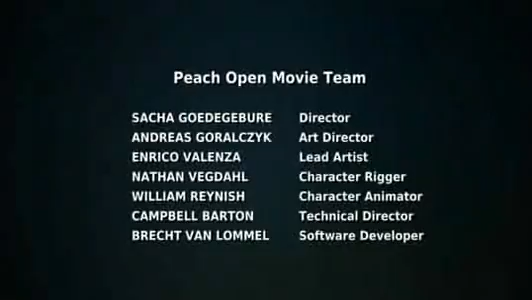 Peach Open Movie Team
SACHA GOEDEGEBURE Director
ANDREAS GORALCZYK Art Director
ENRICO VALENZA Lead Artist
NATHAN VEGDAHL Character Rigger
WILLIAM REYNISH Character Animator
CAMPBELL BARTON Technical Director
BRECHT VAN LOMMEL Software Developer